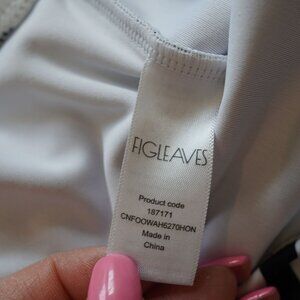 FIGLEAVES
Product code
187171
CNFOOWAH6270HON
Made in
China